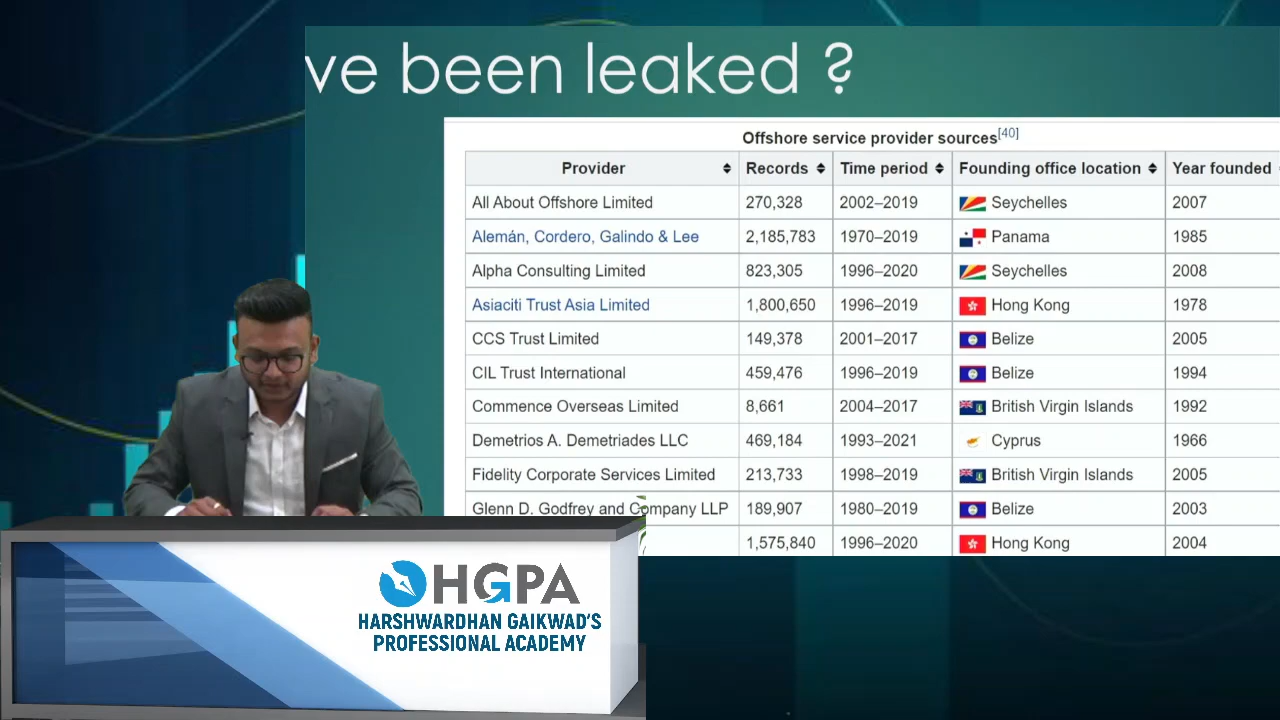 ve been leaked ?
Offshore service provider sources[40]
Provider Records Time period Founding office location Year founded
All About Offshore Limited 270,328 2002–2019 Seychelles 2007
Alemán, Cordero, Galindo & Lee 2,185,783 1970–2019 Panama 1985
Alpha Consulting Limited 823,305 1996–2020 Seychelles 2008
Asiaciti Trust Asia Limited 1,800,650 1996–2019 Hong Kong 1978
CCS Trust Limited 149,378 2001–2017 Belize 2005
CIL Trust International 459,476 1996–2019 Belize 1994
Commence Overseas Limited 8,661 2004–2017 British Virgin Islands 1992
Demetrios A. Demetriades LLC 469,184 1993–2021 Cyprus 1966
Fidelity Corporate Services Limited 213,733 1998–2019 British Virgin Islands 2005
Glenn D. Godfrey and Company LLP 189,907 1980–2019 Belize 2003
1,575,840 1996–2020 Hong Kong 2004
HGPA
HARSHWARDHAN GAIKWAD'S
PROFESSIONAL ACADEMY